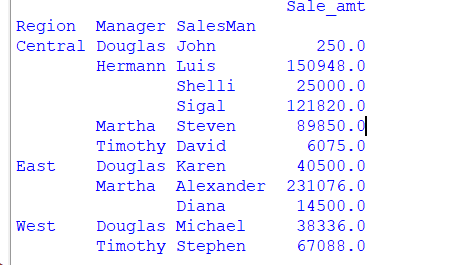 Sale_amt
Region Manager SalesMan
Central Douglas John 250.0
Hermann Luis 150948.0
Shelli 25000.0
Sigal 121820.0
Martha Steven 89850.0
Timothy David 6075.0
East Douglas Karen 40500.0
Martha Alexander 231076.0
Diana 14500.0
West Douglas Michael 38336.0
Timothy Stephen 67088.0